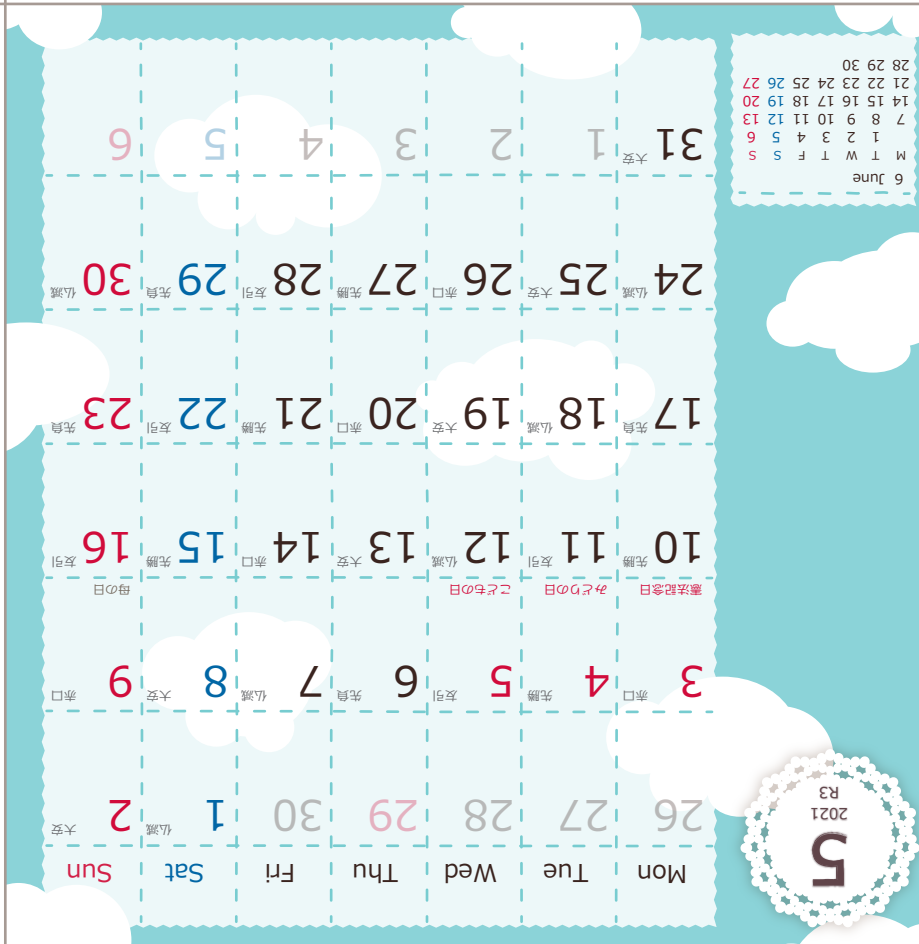 5
2021
R3
Mon Tue Wed Thu Fri Sat Sun
26 27 28 29 30 1 仏滅 2 大安
3 赤口 4 先勝 5 友引 6 先負 7 仏滅 8 大安 9 赤口
憲法記念日 みどりの日 こどもの日 母の日
10 先勝 11 友引 12 仏滅 13 大安 14 赤口 15 先勝 16 友引
17 先負 18 仏滅 19 大安 20 赤口 21 先勝 22 友引 23 先負
24 仏滅 25 大安 26 赤口 27 先勝 28 友引 29 先負 30 仏滅
31 大安 1 2 3 4 5 6
6 June
M T W T F S S
1 2 3 4 5 6
7 8 9 10 11 12 13
14 15 16 17 18 19 20
21 22 23 24 25 26 27
28 29 30